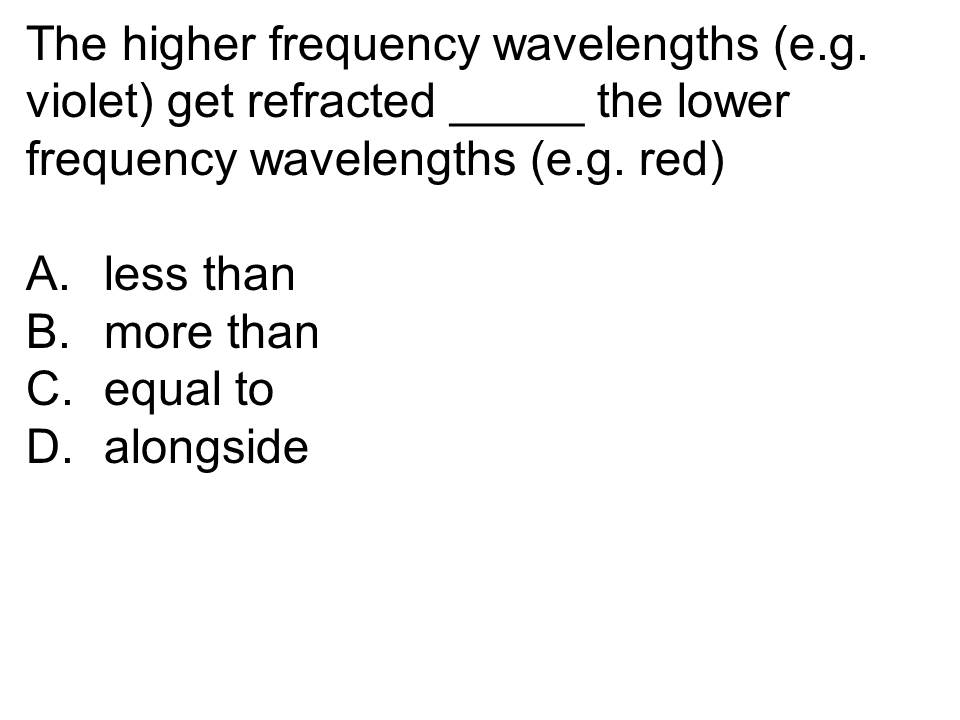 The higher frequency wavelengths (e.g.
violet) get refracted _____ the lower
frequency wavelengths (e.g. red)
A. less than
B. more than
C. equal to
D. alongside